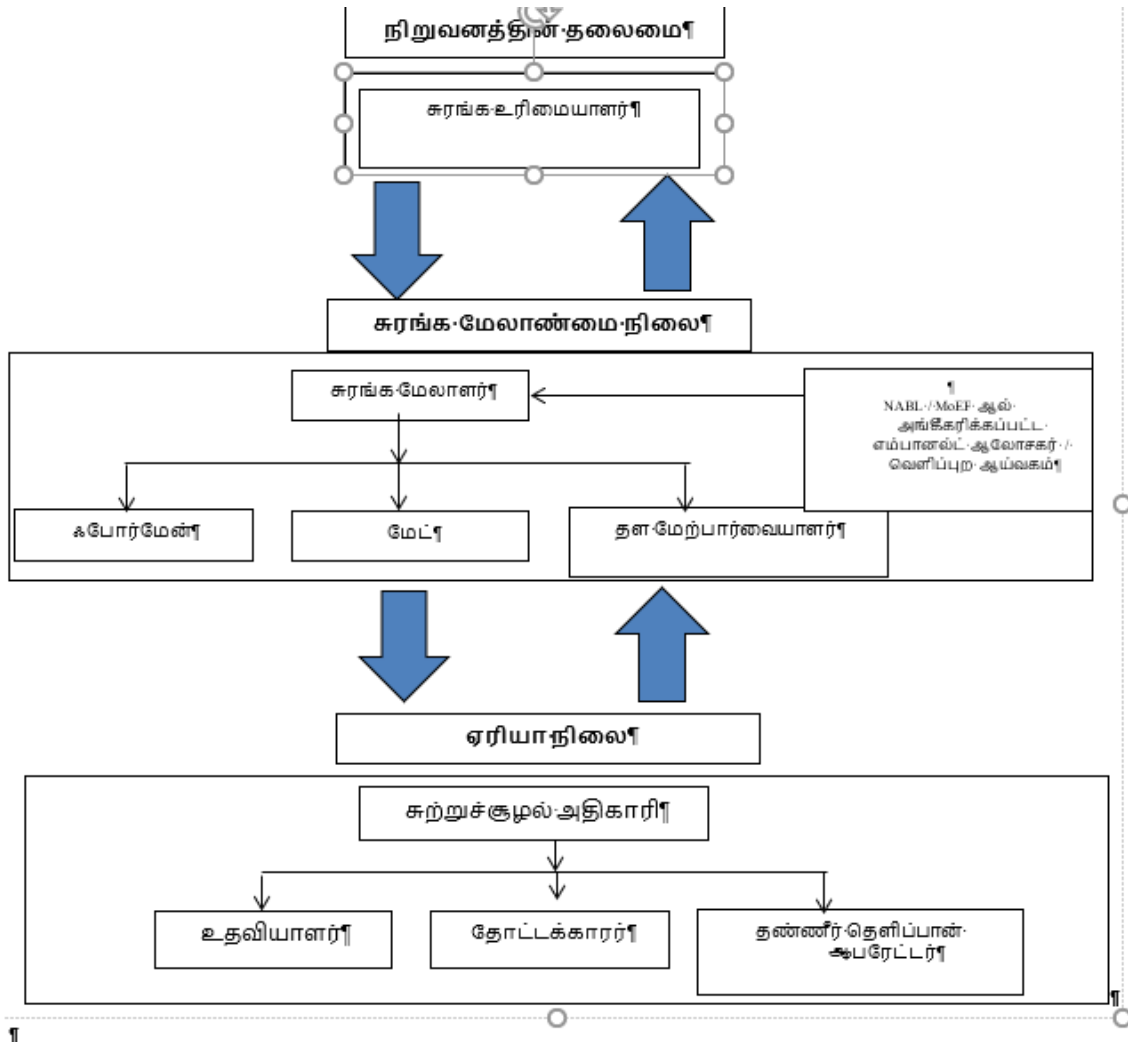 நிறுவனத்தின் தலைமை¶
சுரங்க உரிமையாளர்¶
சுரங்க மேலாண்மை நிலை¶
சுரங்க மேலாளர்¶
¶
NABL / MoEF ஆல்
அங்கீகரிக்கப்பட்ட
எம்பானல்ட் ஆலோசகர் /
வெளிப்புற ஆய்வகம்¶
ஃபோர்மேன்¶
மேட்¶
தள மேற்பார்வையாளர்¶
ஏரியா நிலை¶
சுற்றுச்சூழல் அதிகாரி¶
உதவியாளர்¶
தோட்டக்காரர்¶
தண்ணீர் தெளிப்பான்
ஆபரேட்டர்¶
¶
¶